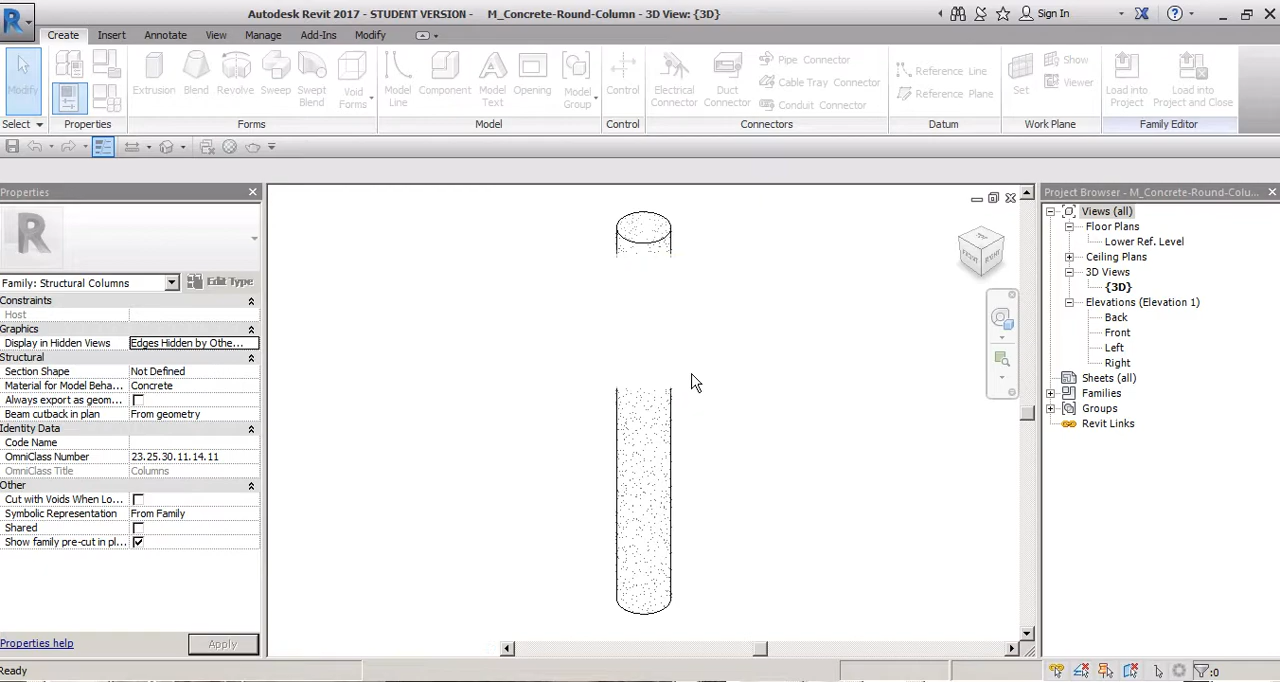 Autodesk Revit 2017 - STUDENT VERSION - M_Concrete-Round-Column - 3D View: {3D}
Sign In
Create Insert Annotate View Manage Add-Ins Modify
Modify
Extrusion Blend Revolve Sweep Swept Blend Forms
Model Line Component Model Text Opening Model Group
Control
Electrical Connector Duct Connector
Pipe Connector
Cable Tray Connector
Conduit Connector
Reference Line
Reference Plane
Set
Show
Viewer
Load into Project
Load into Project and Close
Select Properties Forms Model Control Connectors Datum Work Plane Family Editor
Properties
R
Family: Structural Columns Edit Type
Constraints
Host
Graphics
Display in Hidden Views Edges Hidden by Othe...
Structural
Section Shape Not Defined
Material for Model Beha... Concrete
Always export as geom...
Beam cutback in plan From geometry
Identity Data
Code Name
OmniClass Number 23.25.30.11.14.11
OmniClass Title Columns
Other
Cut with Voids When Lo...
Symbolic Representation From Family
Shared
Show family pre-cut in pl...
Properties help Apply
TOP
FRONT
RIGHT
Project Browser - M_Concrete-Round-Colu...
Views (all)
Floor Plans
Lower Ref. Level
Ceiling Plans
3D Views
{3D}
Elevations (Elevation 1)
Back
Front
Left
Right
Sheets (all)
Families
Groups
Revit Links
Ready
:0